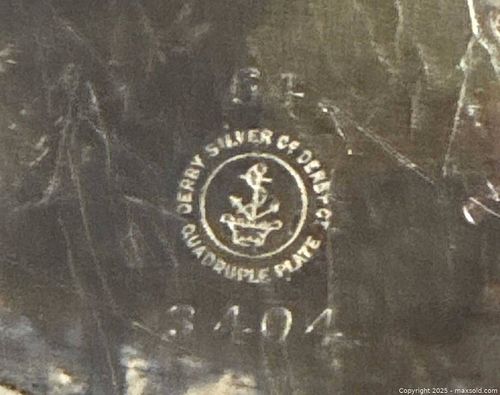 DERBY SILVER Cº DERBY CT
QUADRUPLE PLATE
3404
Copyright 2025 - maxsold.com